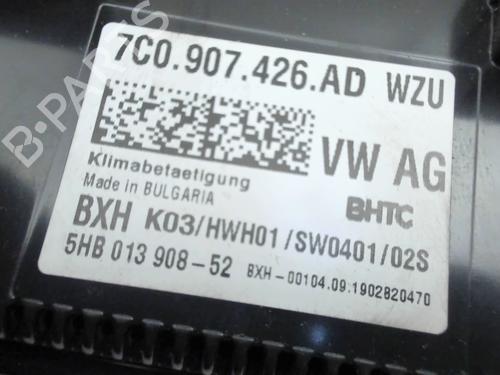 7C0.907.426.AD WZU
VW AG
Klimabetaetigung
Made in BULGARIA
BHTC
BXH K03/HWH01/SW0401/02S
5HB 013 908-52 BXH-00104.09.1902820470